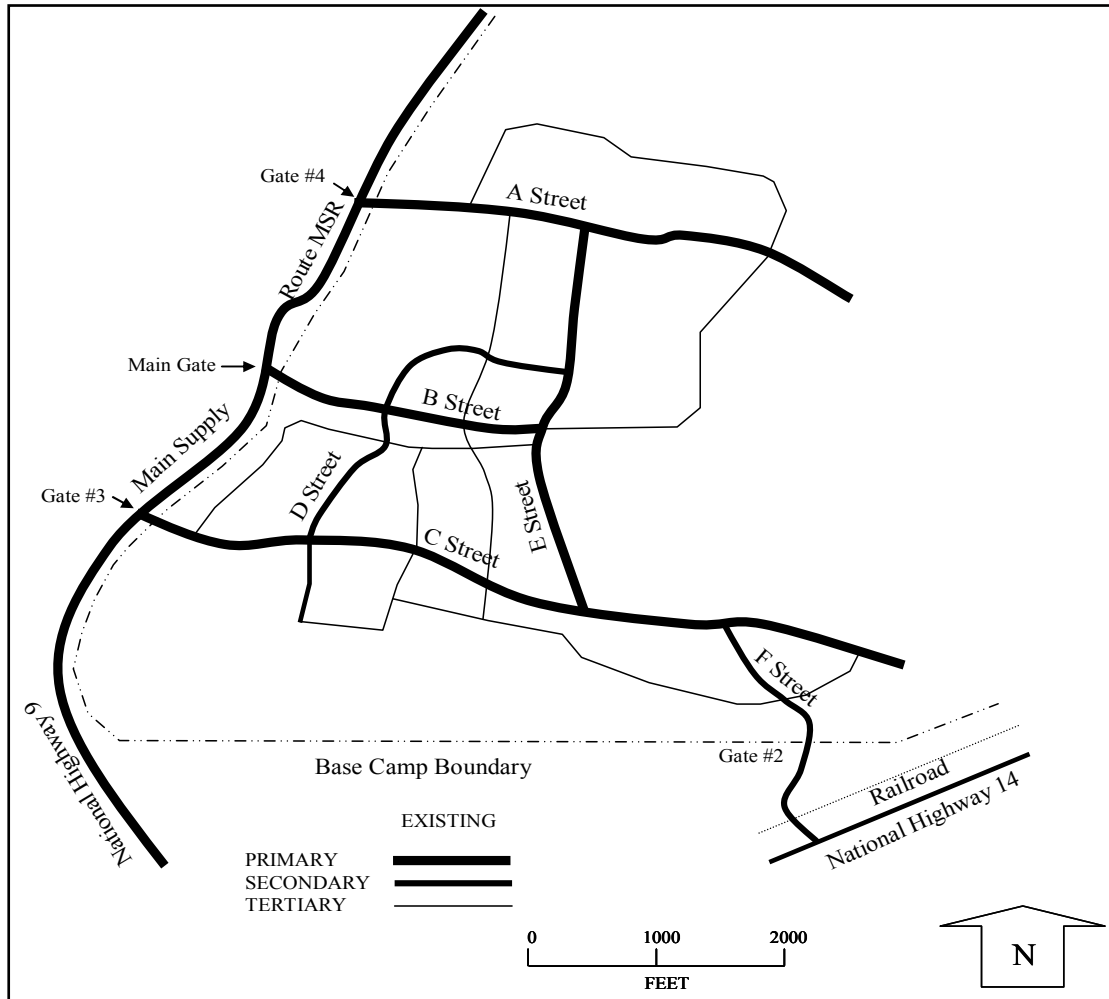 Gate #4
A Street
Route MSR
Main Gate
B Street
Main Supply
Gate #3
D Street
E Street
C Street
F Street
Gate #2
Base Camp Boundary
Railroad
National Highway 9
National Highway 14
EXISTING
PRIMARY
SECONDARY
TERTIARY
0 1000 2000
FEET
N